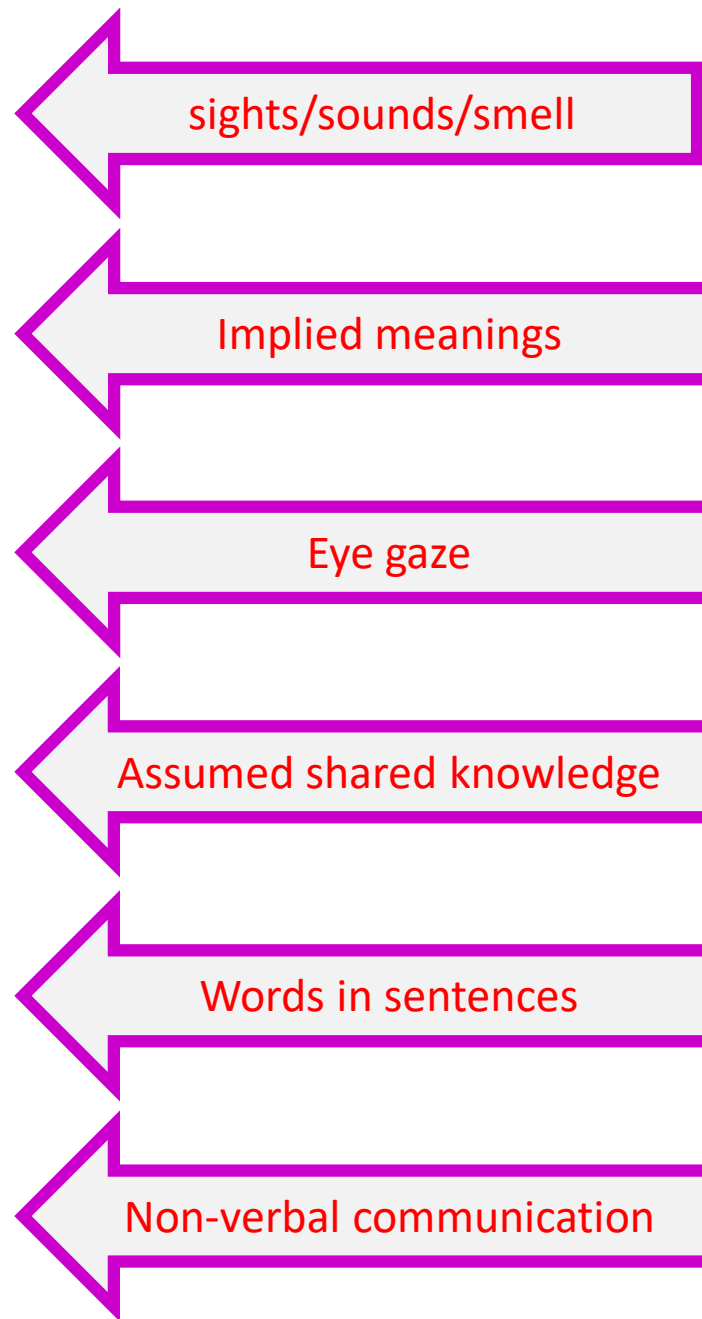 sights/sounds/smell
Implied meanings
Eye gaze
Assumed shared knowledge
Words in sentences
Non-verbal communication